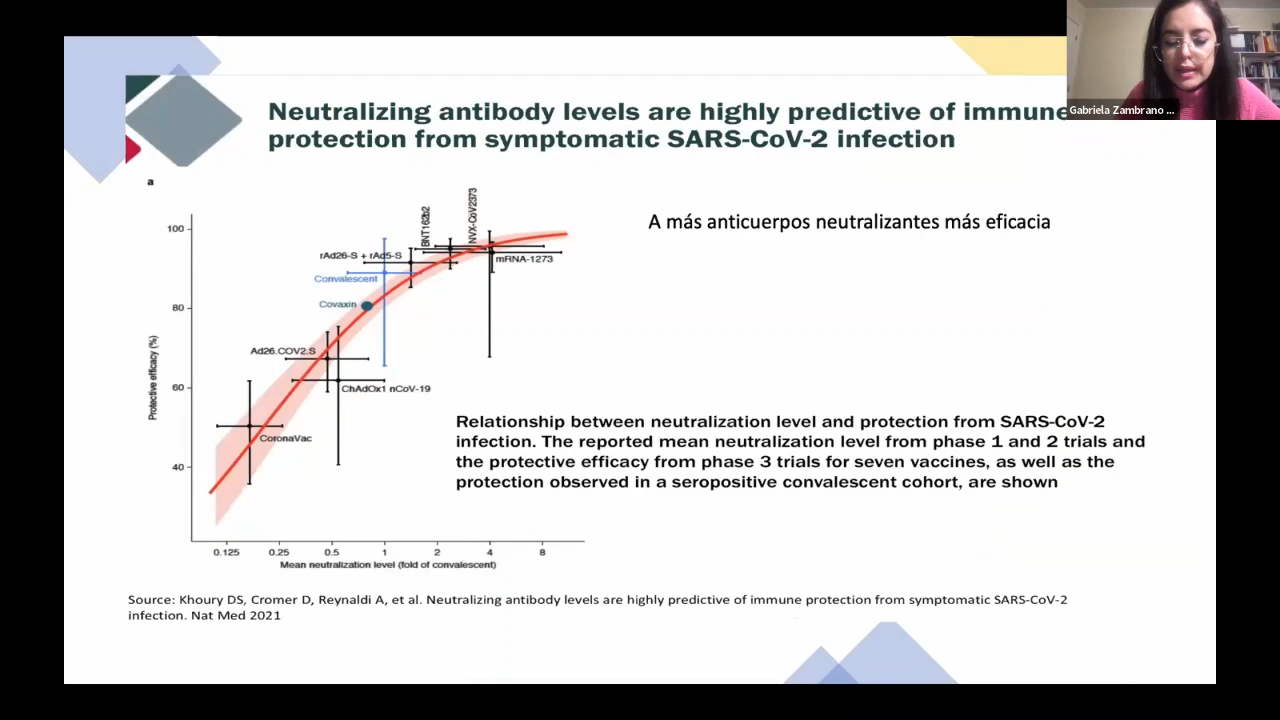 Gabriela Zambrano ...
Neutralizing antibody levels are highly predictive of immune
protection from symptomatic SARS-CoV-2 infection
a
A más anticuerpos neutralizantes más eficacia
100
80
60
40
Protective efficacy (%)
BNT162b2
NVX-CoV2373
rAd26-S + rAd5-S
mRNA-1273
Convalescent
Covaxin
Ad26.COV2.S
ChAdOx1 nCoV-19
CoronaVac
0.125 0.25 0.5 1 2 4 8
Mean neutralization level (fold of convalescent)
Relationship between neutralization level and protection from SARS-CoV-2
infection. The reported mean neutralization level from phase 1 and 2 trials and
the protective efficacy from phase 3 trials for seven vaccines, as well as the
protection observed in a seropositive convalescent cohort, are shown
Source: Khoury DS, Cromer D, Reynaldi A, et al. Neutralizing antibody levels are highly predictive of immune protection from symptomatic SARS-CoV-2
infection. Nat Med 2021